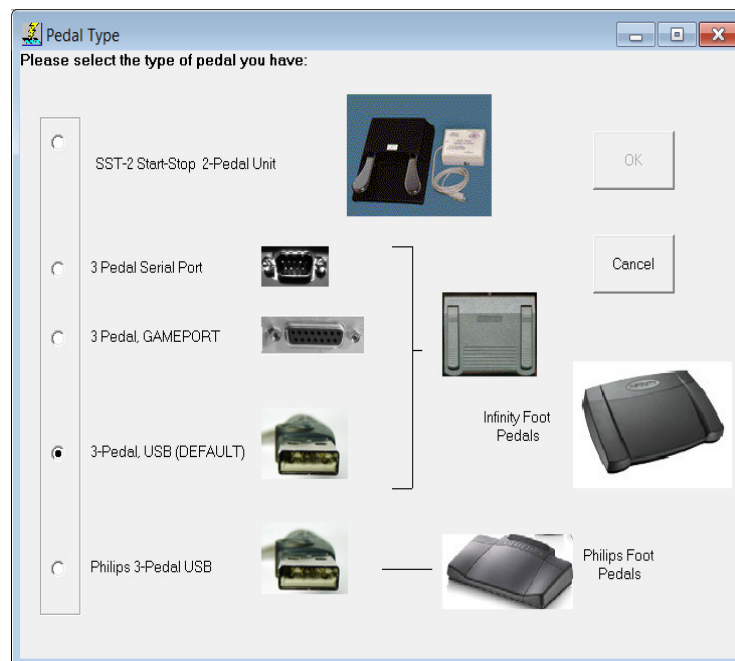 Pedal Type
Please select the type of pedal you have:
SST-2 Start-Stop 2-Pedal Unit
OK
3 Pedal Serial Port
Cancel
3 Pedal, GAMEPORT
INFINITY
Infinity Foot
Pedals
3-Pedal, USB (DEFAULT)
Philips 3-Pedal USB
Philips Foot
Pedals